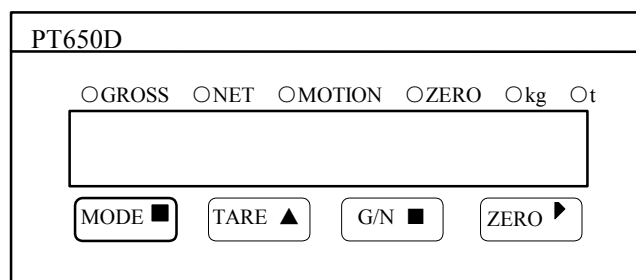 PT650D
○GROSS ○NET ○MOTION ○ZERO ○kg ○t
MODE ■ TARE ▲ G/N ■ ZERO ▶